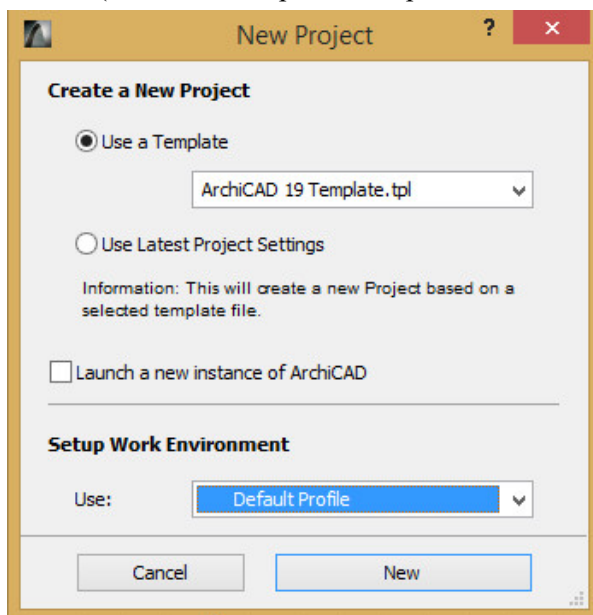 New Project ?
Create a New Project
Use a Template
ArchiCAD 19 Template.tpl
Use Latest Project Settings
Information: This will create a new Project based on a
selected template file.
Launch a new instance of ArchiCAD
Setup Work Environment
Use: Default Profile
Cancel New